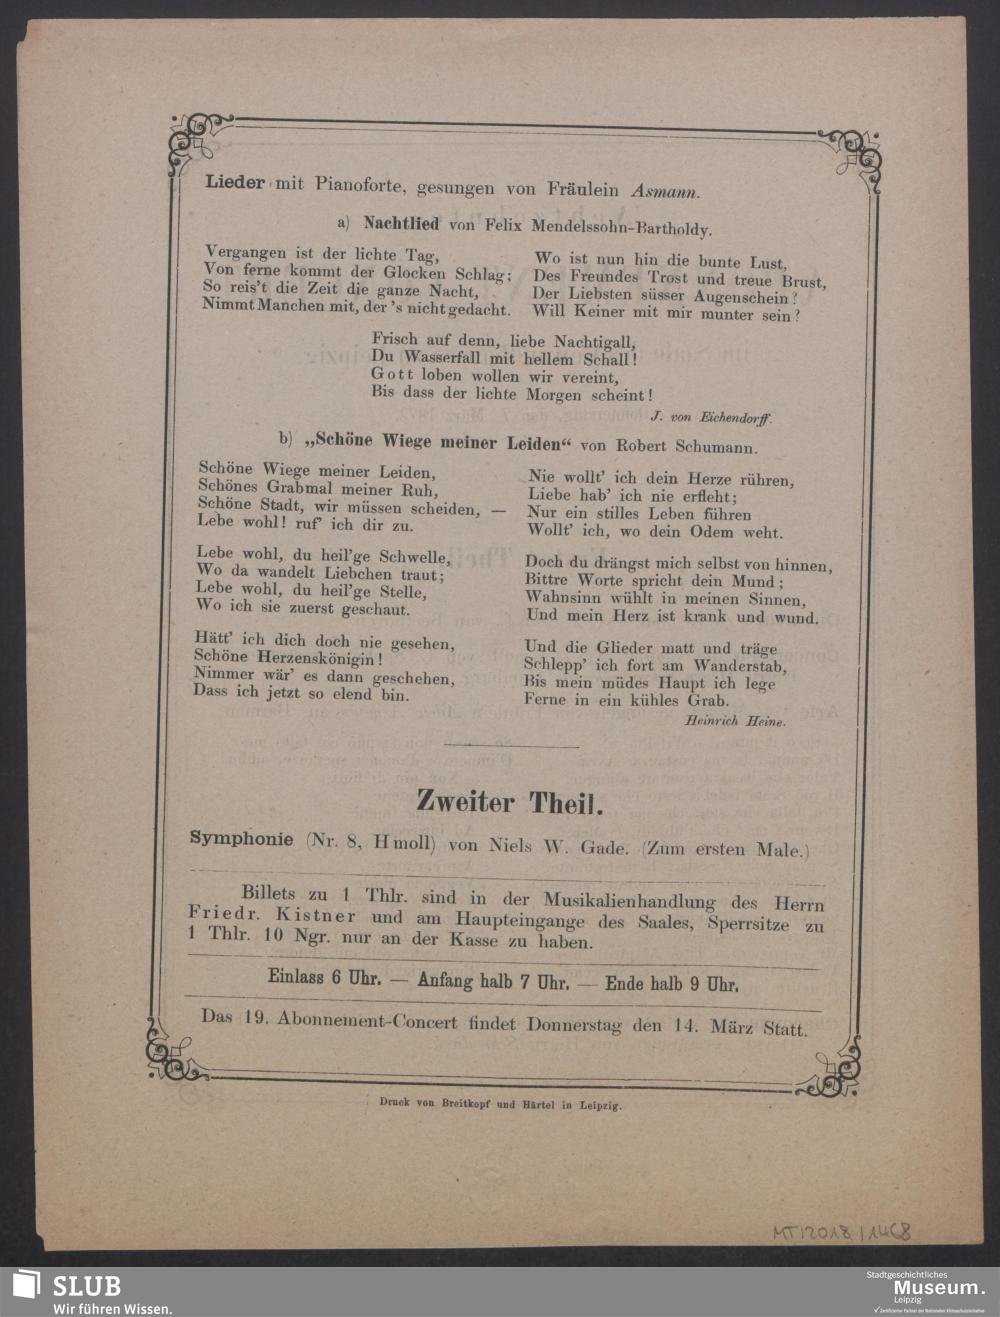 Lieder mit Pianoforte, gesungen von Fräulein Asmann.
a) Nachtlied von Felix Mendelssohn-Bartholdy.
Vergangen ist der lichte Tag,
Von ferne kommt der Glocken Schlag;
So reis't die Zeit die ganze Nacht,
Nimmt Manchen mit, der 's nicht gedacht.
Wo ist nun hin die bunte Lust,
Des Freundes Trost und treue Brust,
Der Liebsten süsser Augenschein?
Will Keiner mit mir munter sein?
Frisch auf denn, liebe Nachtigall,
Du Wasserfall mit hellem Schall!
Gott loben wollen wir vereint,
Bis dass der lichte Morgen scheint!
J. von Eichendorff.
b) „Schöne Wiege meiner Leiden“ von Robert Schumann.
Schöne Wiege meiner Leiden,
Schönes Grabmal meiner Ruh,
Schöne Stadt, wir müssen scheiden, —
Lebe wohl! ruf' ich dir zu.
Lebe wohl, du heil'ge Schwelle,
Wo da wandelt Liebchen traut;
Lebe wohl, du heil'ge Stelle,
Wo ich sie zuerst geschaut.
Hätt' ich dich doch nie gesehen,
Schöne Herzenskönigin!
Nimmer wär' es dann geschehen,
Dass ich jetzt so elend bin.
Nie wollt' ich dein Herze rühren,
Liebe hab' ich nie erfleht;
Nur ein stilles Leben führen
Wollt' ich, wo dein Odem weht.
Doch du drängst mich selbst von hinnen,
Bittre Worte spricht dein Mund;
Wahnsinn wühlt in meinen Sinnen,
Und mein Herz ist krank und wund.
Und die Glieder matt und träge
Schlepp' ich fort am Wanderstab,
Bis mein müdes Haupt ich lege
Ferne in ein kühles Grab.
Heinrich Heine.
Zweiter Theil.
Symphonie (Nr. 8, H moll) von Niels W. Gade. (Zum ersten Male.)
Billets zu 1 Thlr. sind in der Musikalienhandlung des Herrn
Friedr. Kistner und am Haupteingange des Saales, Sperrsitze zu
1 Thlr. 10 Ngr. nur an der Kasse zu haben.
Einlass 6 Uhr. — Anfang halb 7 Uhr. — Ende halb 9 Uhr.
Das 19. Abonnement-Concert findet Donnerstag den 14. März Statt.
Druck von Breitkopf und Härtel in Leipzig.
MT/2018/1468
SLUB
Wir führen Wissen.
Stadtgeschichtliches
Museum.
Leipzig
Zertifizierter Partner der Nationalen Klimaschutzinitiative